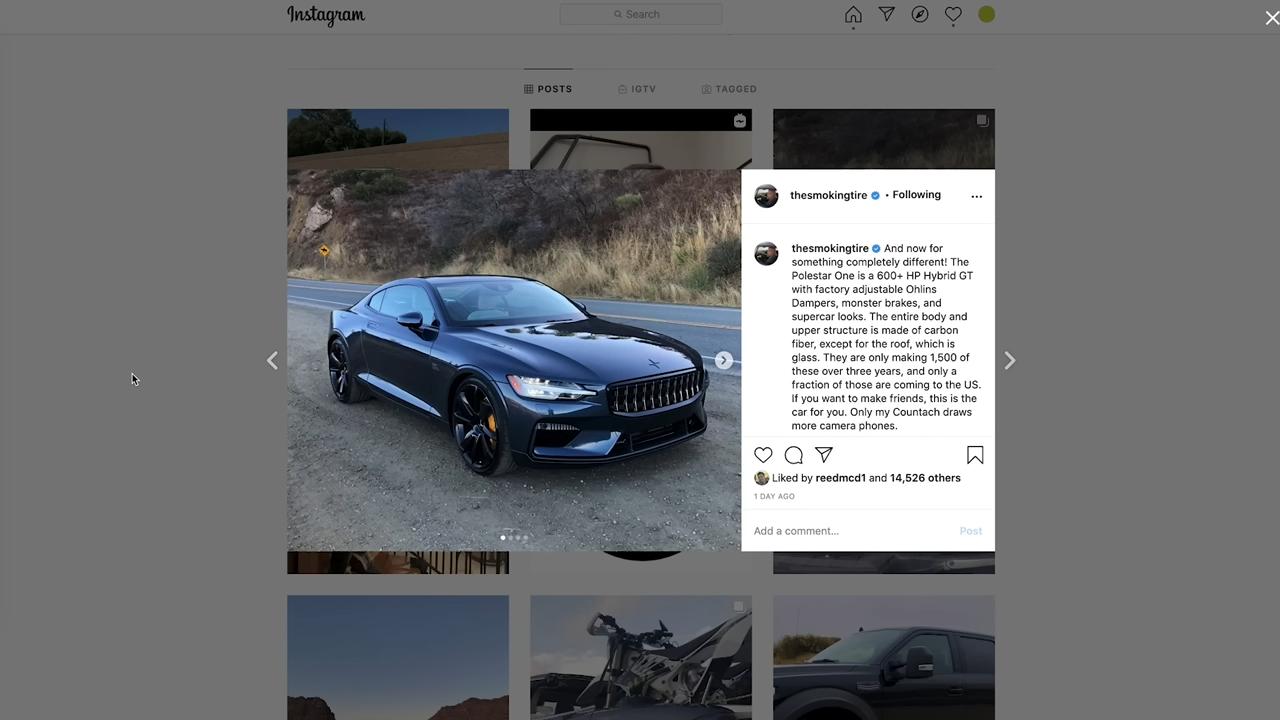 Instagram
Search
POSTS
IGTV
TAGGED
thesmokingtire • Following
thesmokingtire And now for
something completely different! The
Polestar One is a 600+ HP Hybrid GT
with factory adjustable Ohlins
Dampers, monster brakes, and
supercar looks. The entire body and
upper structure is made of carbon
fiber, except for the roof, which is
glass. They are only making 1,500 of
these over three years, and only a
fraction of those are coming to the US.
If you want to make friends, this is the
car for you. Only my Countach draws
more camera phones.
Liked by reedmcd1 and 14,526 others
1 DAY AGO
Add a comment...
Post